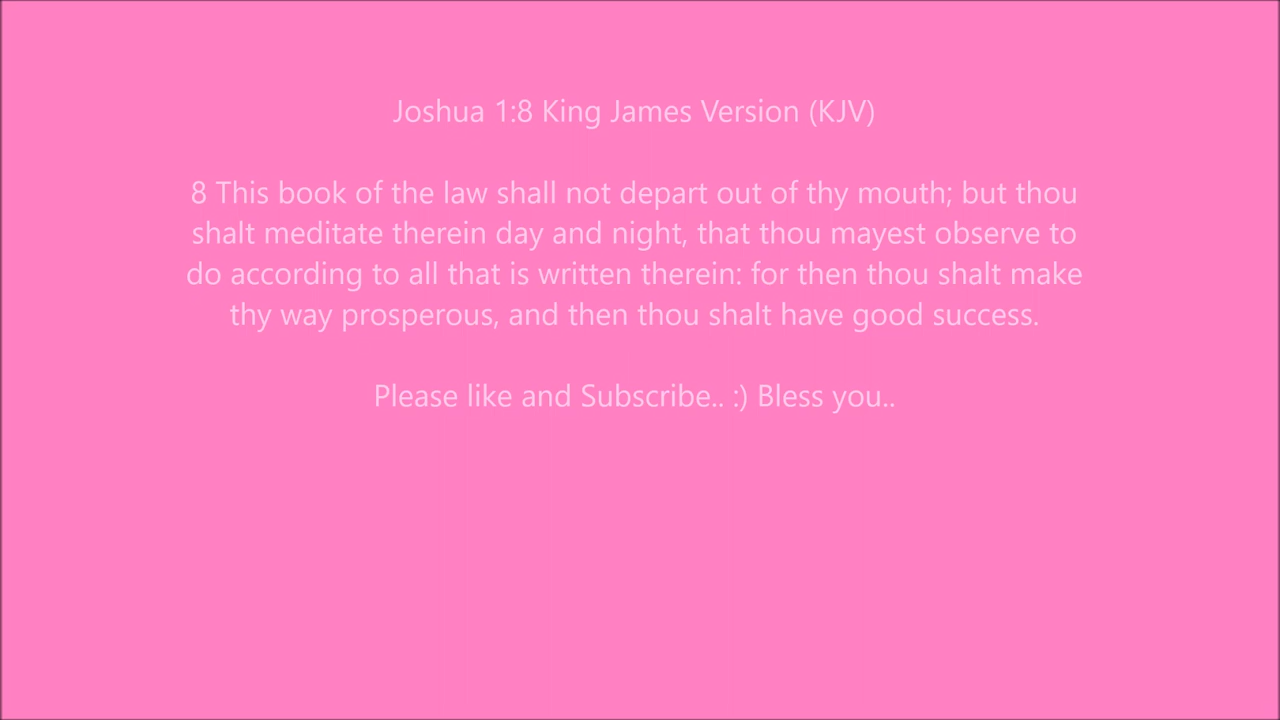 Joshua 1:8 King James Version (KJV)
8 This book of the law shall not depart out of thy mouth; but thou
shalt meditate therein day and night, that thou mayest observe to
do according to all that is written therein: for then thou shalt make
thy way prosperous, and then thou shalt have good success.
Please like and Subscribe.. :) Bless you..